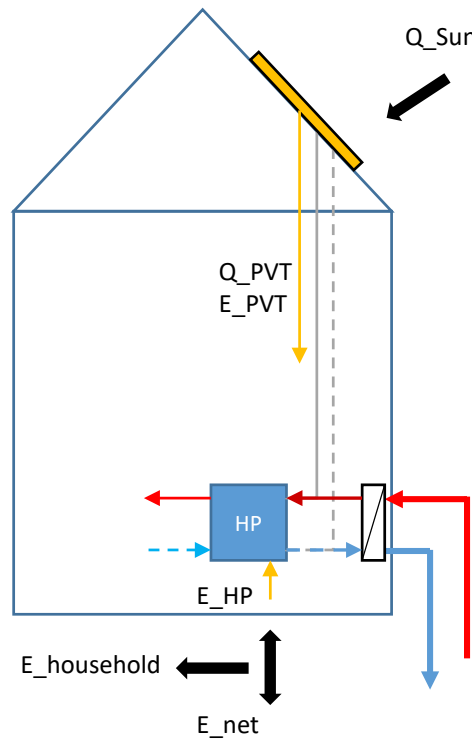 Q_Sun
Q_PVT
E_PVT
HP
E_HP
E_household
E_net